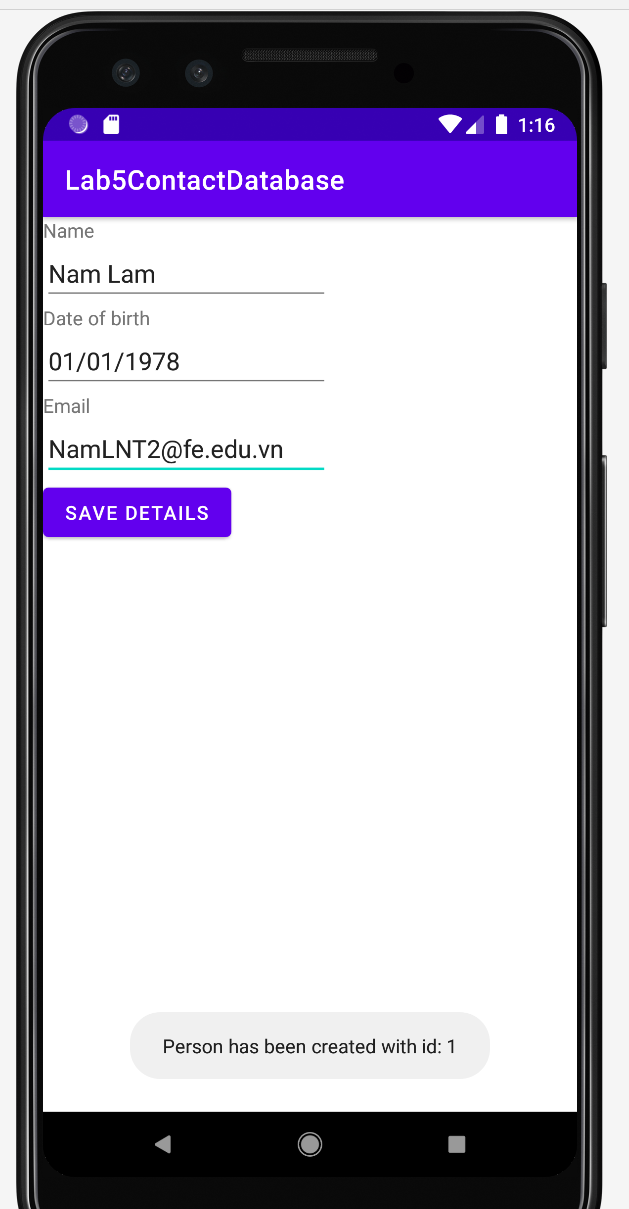 1:16
Lab5ContactDatabase
Name
Nam Lam
Date of birth
01/01/1978
Email
NamLNT2@fe.edu.vn
SAVE DETAILS
Person has been created with id: 1